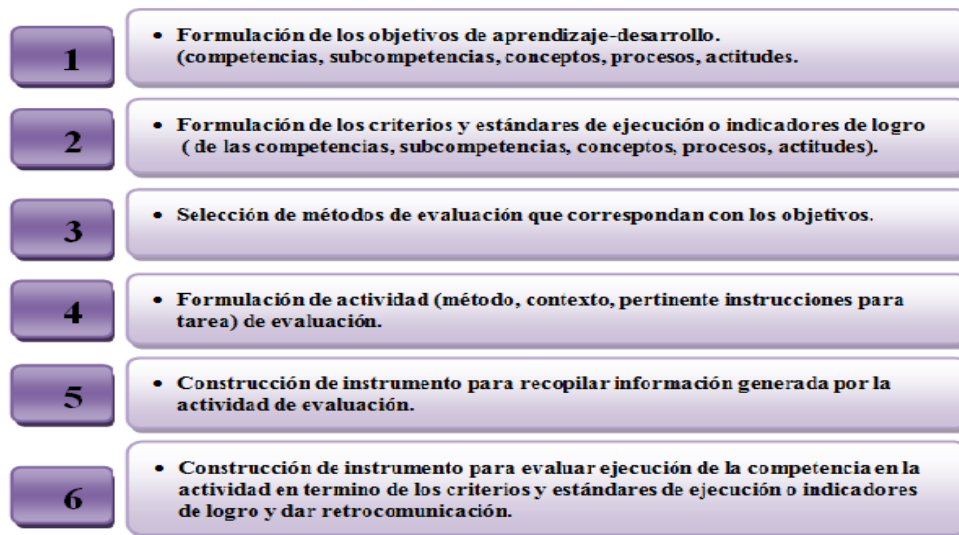 1
• Formulación de los objetivos de aprendizaje-desarrollo.
(competencias, subcompetencias, conceptos, procesos, actitudes.
2
• Formulación de los criterios y estándares de ejecución o indicadores de logro
( de las competencias, subcompetencias, conceptos, procesos, actitudes).
3
• Selección de métodos de evaluación que correspondan con los objetivos.
4
• Formulación de actividad (método, contexto, pertinente instrucciones para
tarea) de evaluación.
5
• Construcción de instrumento para recopilar información generada por la
actividad de evaluación.
6
• Construcción de instrumento para evaluar ejecución de la competencia en la
actividad en termino de los criterios y estándares de ejecución o indicadores
de logro y dar retrocomunicación.